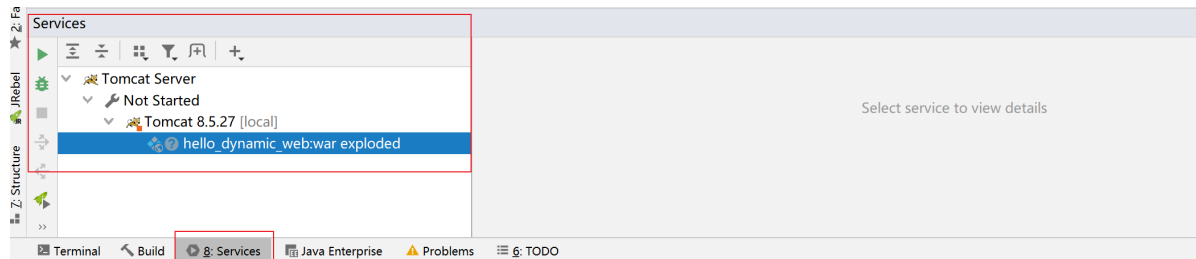 Services
2: Fa
JRebel
Z: Structure
Tomcat Server
Not Started
Tomcat 8.5.27 [local]
hello_dynamic_web:war exploded
Select service to view details
Terminal Build 8: Services Java Enterprise Problems 6: TODO